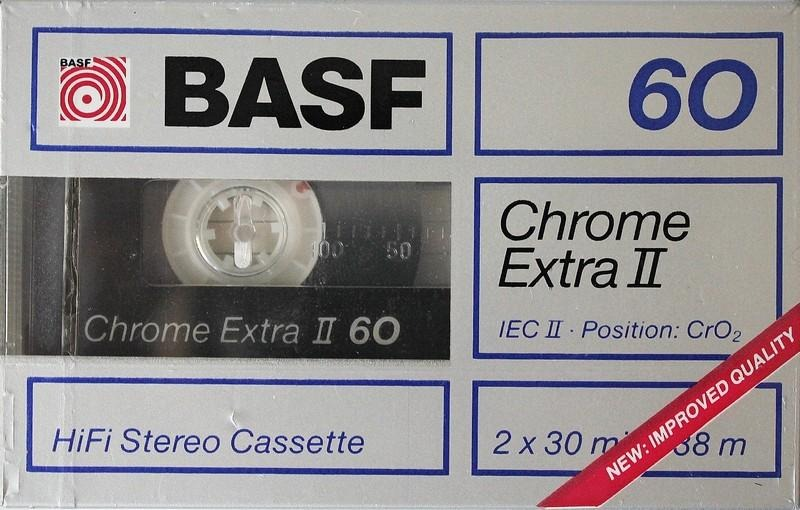 BASF
BASF
60
100 50
Chrome Extra II 60
Chrome
Extra II
IEC II · Position: CrO₂
HiFi Stereo Cassette
2 x 30 88 m
NEW: IMPROVED QUALITY